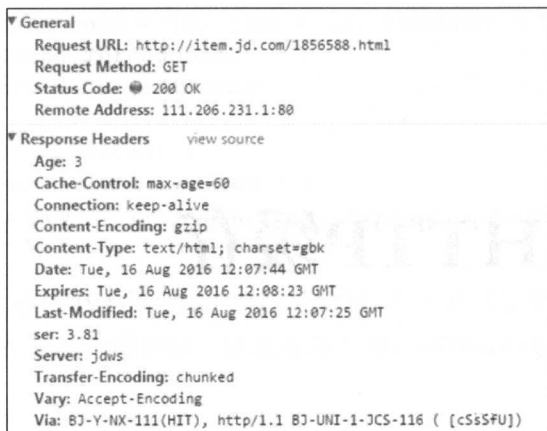 General
Request URL: http://item.jd.com/1856588.html
Request Method: GET
Status Code: 200 OK
Remote Address: 111.206.231.1:80
Response Headers view source
Age: 3
Cache-Control: max-age=60
Connection: keep-alive
Content-Encoding: gzip
Content-Type: text/html; charset=gbk
Date: Tue, 16 Aug 2016 12:07:44 GMT
Expires: Tue, 16 Aug 2016 12:08:23 GMT
Last-Modified: Tue, 16 Aug 2016 12:07:25 GMT
ser: 3.81
Server: jdws
Transfer-Encoding: chunked
Vary: Accept-Encoding
Via: BJ-Y-NX-111(HIT), http/1.1 BJ-UNI-1-JCS-116 ( [cSsSfU])